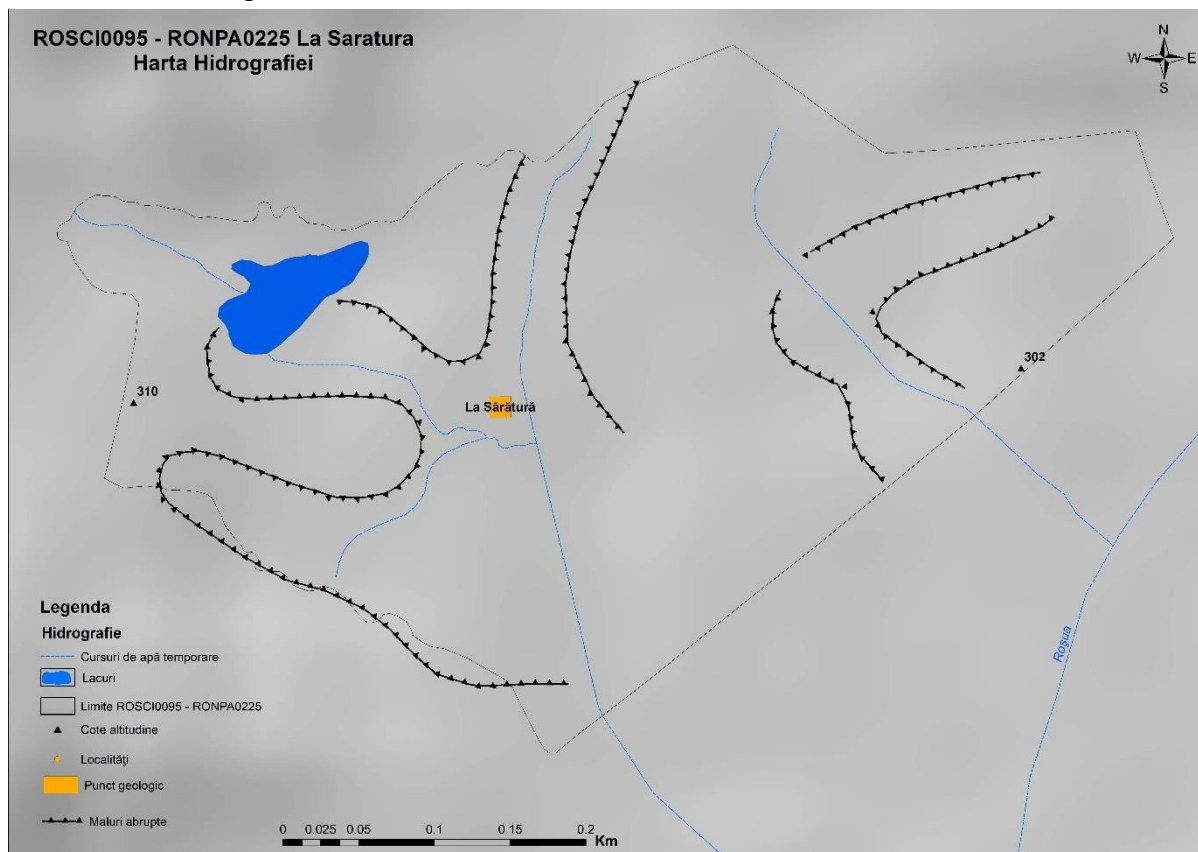 ROSCI0095 - RONPA0225 La Saratura
Harta Hidrografiei
N
W E
S
310
302
La Sărătură
Roșua
Legenda
Hidrografie
Cursuri de apă temporare
Lacuri
Limite ROSCI0095 - RONPA0225
Cote altitudine
Localități
Punct geologic
Maluri abrupte
0 0.025 0.05 0.1 0.15 0.2
Km